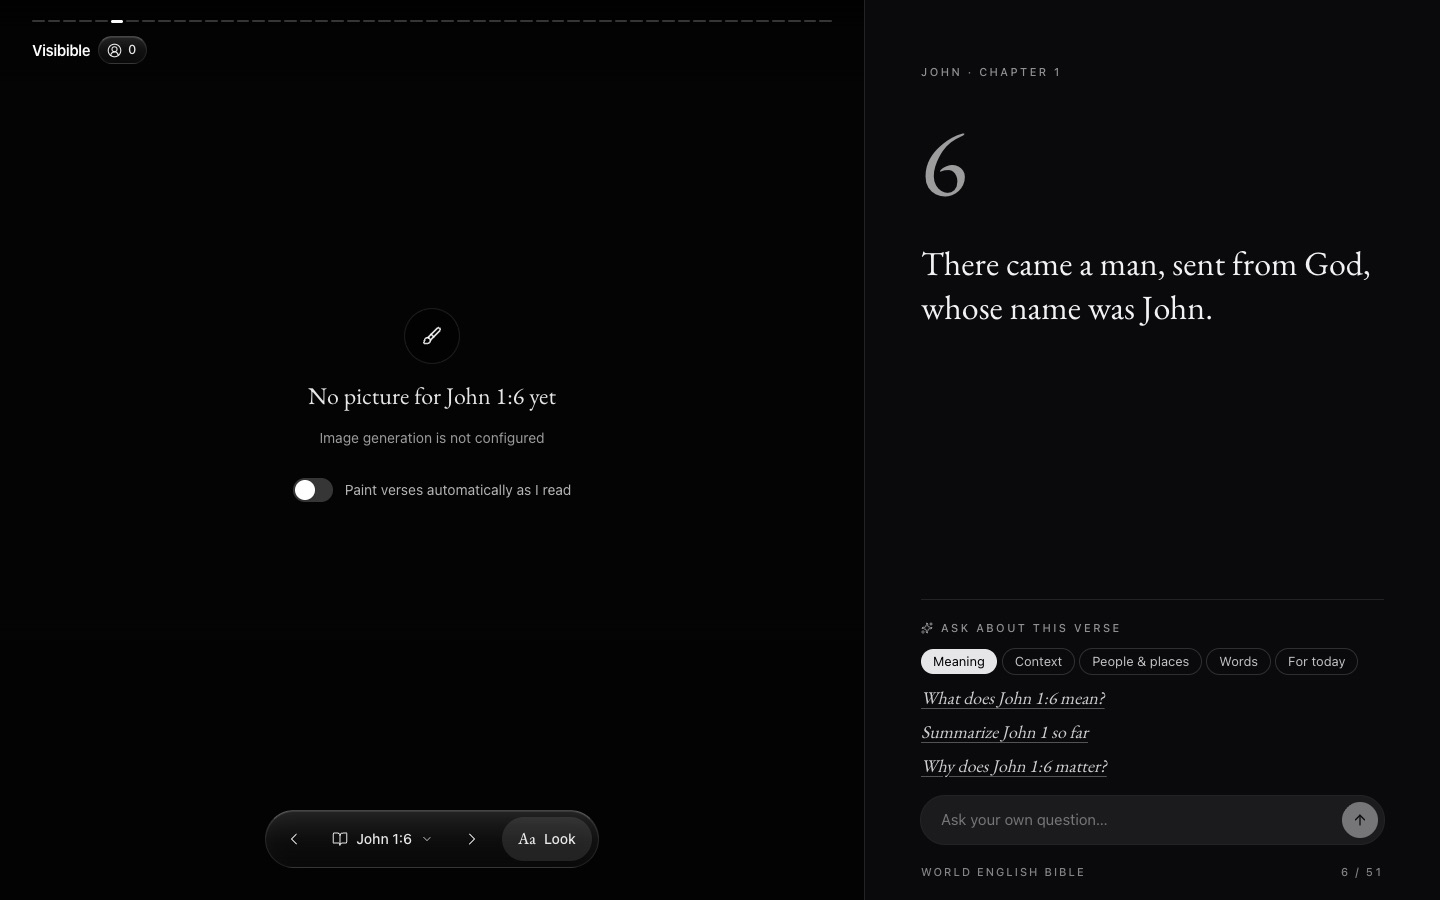 Visibible 0
No picture for John 1:6 yet
Image generation is not configured
Paint verses automatically as I read
John 1:6
Aa Look
JOHN · CHAPTER 1
6
There came a man, sent from God,
whose name was John.
ASK ABOUT THIS VERSE
Meaning Context People & places Words For today
What does John 1:6 mean?
Summarize John 1 so far
Why does John 1:6 matter?
Ask your own question...
WORLD ENGLISH BIBLE 6 / 51